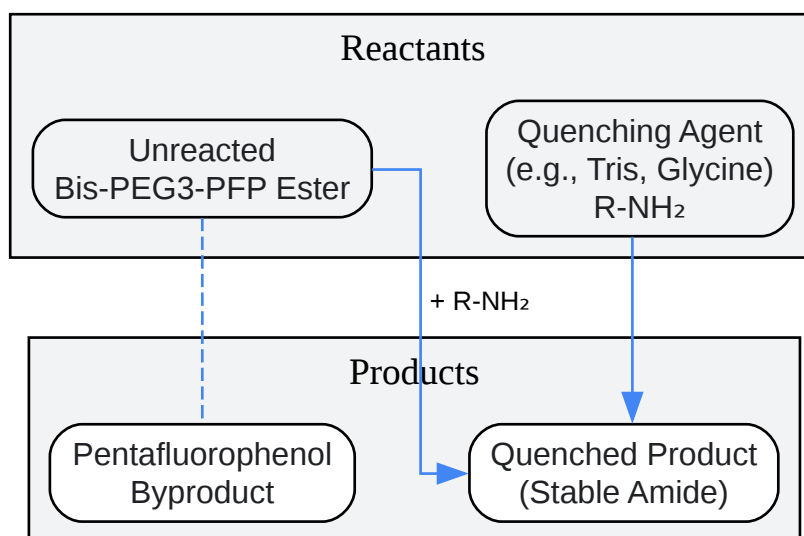 Reactants
Unreacted
Bis-PEG3-PFP Ester
Quenching Agent
(e.g., Tris, Glycine)
R-NH₂
+ R-NH₂
Products
Pentafluorophenol
Byproduct
Quenched Product
(Stable Amide)